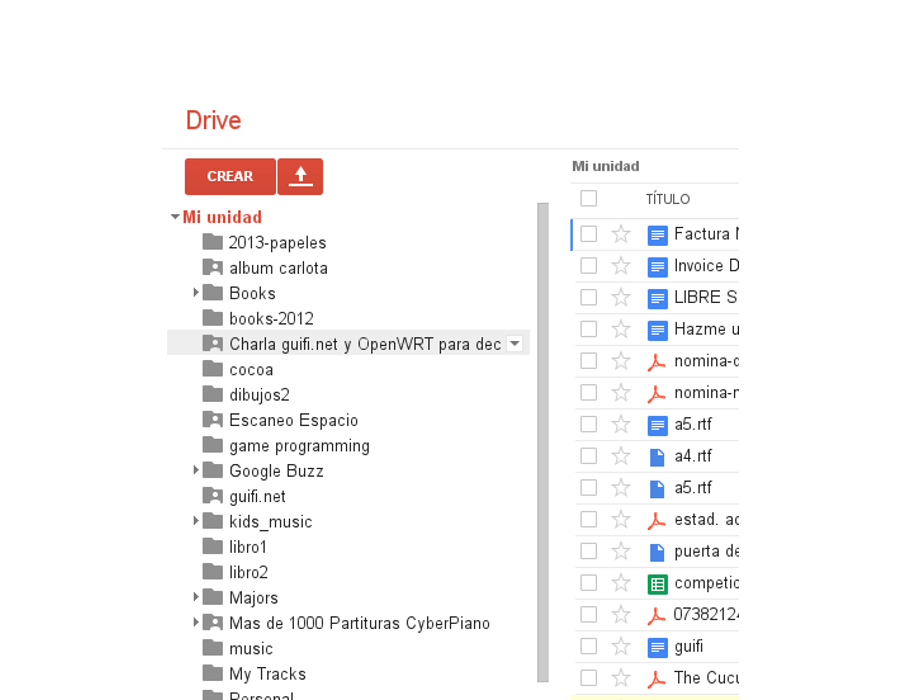 Drive
CREAR
Mi unidad
2013-papeles
album carlota
Books
books-2012
Charla guifi.net y OpenWRT para dec
cocoa
dibujos2
Escaneo Espacio
game programming
Google Buzz
guifi.net
kids_music
libro1
libro2
Majors
Mas de 1000 Partituras CyberPiano
music
My Tracks
Personal
Mi unidad
TÍTULO
Factura N
Invoice D
LIBRE S
Hazme u
nomina-
nomina-
a5.rtf
a4.rtf
a5.rtf
estad. ac
puerta de
competic
07382124
guifi
The Cucu